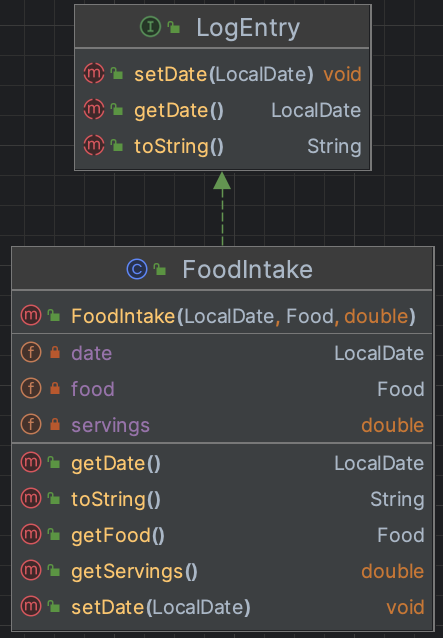 I LogEntry
m setDate(LocalDate) void
m getDate() LocalDate
m toString() String
C FoodIntake
m FoodIntake(LocalDate, Food, double)
f date LocalDate
f food Food
f servings double
m getDate() LocalDate
m toString() String
m getFood() Food
m getServings() double
m setDate(LocalDate) void